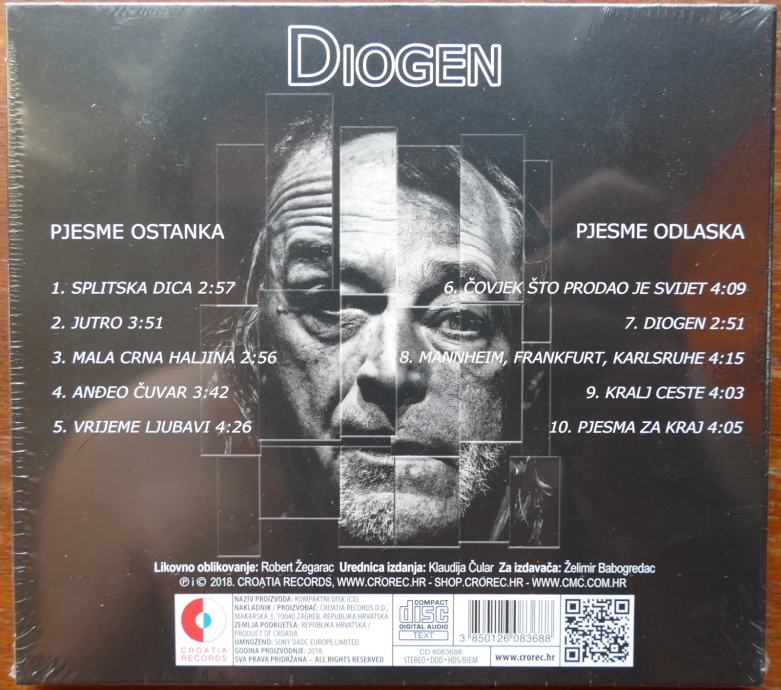 DIOGEN
PJESME OSTANKA
1. SPLITSKA DICA 2:57
2. JUTRO 3:51
3. MALA CRNA HALJINA 2:56
4. ANĐEO ČUVAR 3:42
5. VRIJEME LJUBAVI 4:26
PJESME ODLASKA
6. ČOVJEK ŠTO PRODAO JE SVIJET 4:09
7. DIOGEN 2:51
8. MANNHEIM, FRANKFURT, KARLSRUHE 4:15
9. KRALJ CESTE 4:03
10. PJESMA ZA KRAJ 4:05
Likovno oblikovanje: Robert Žegarac Urednica izdanja: Klaudija Čular Za izdavača: Želimir Babogredac
℗ i © 2018. CROATIA RECORDS, WWW.CROREC.HR - SHOP.CROREC.HR - WWW.CMC.COM.HR
CROATIA
RECORDS
NAZIV PROIZVODA: KOMPAKTNI DISK (CD)
NAKLADNIK / PROIZVOĐAČ: CROATIA RECORDS D.D.,
MAKARSKA 3, 10040 ZAGREB, REPUBLIKA HRVATSKA
ZEMLJA PODRIJETLA: REPUBLIKA HRVATSKA /
PRODUCT OF CROATIA
UMNOŽENO: SONY DADC EUROPE LIMITED
GODINA PROIZVODNJE: 2018.
SVA PRAVA PRIDRŽANA – ALL RIGHTS RESERVED
COMPACT
disc
DIGITAL AUDIO
TEXT
CD 6083688
STEREO • DDD • HDS/BIEM
3 850126 083688
www.crorec.hr